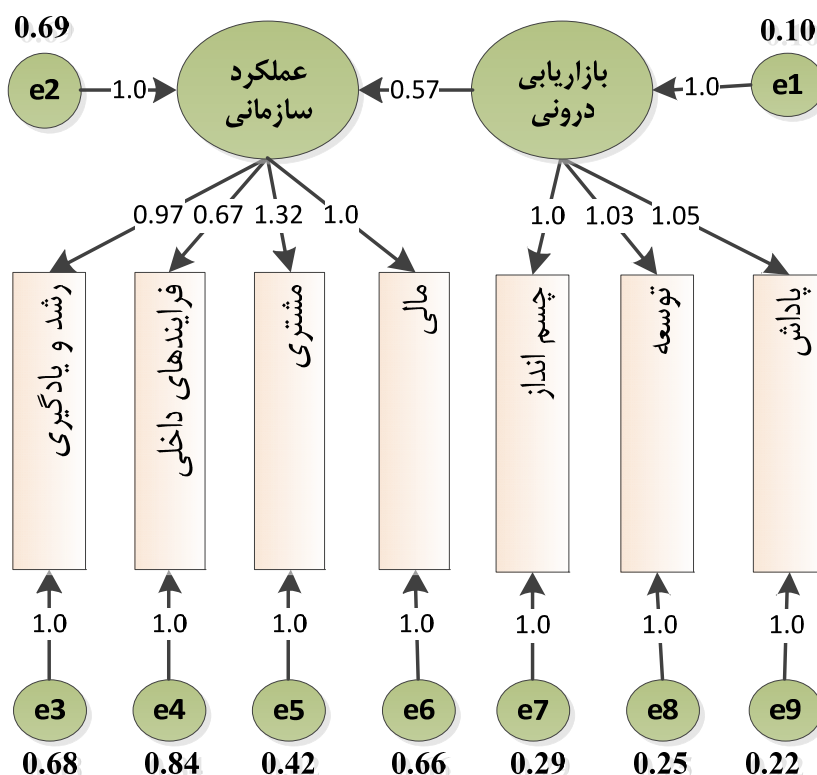 0.69
0.10
e2
1.0
عملکرد
سازمانی
0.57
بازاریابی
درونی
1.0
e1
0.97
0.67
1.32
1.0
1.0
1.03
1.05
رشد و یادگیری
فرایندهای داخلی
مشتری
مالی
چسم انداز
توسعه
پاداش
1.0
1.0
1.0
1.0
1.0
1.0
1.0
e3
e4
e5
e6
e7
e8
e9
0.68
0.84
0.42
0.66
0.29
0.25
0.22